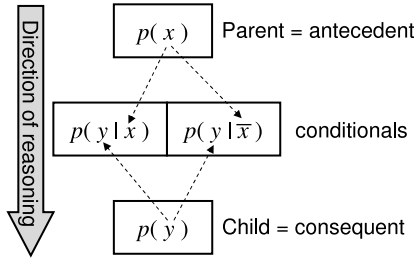 Direction of reasoning
p( x ) Parent = antecedent
p( y | x ) p( y | x̅ ) conditionals
p( y ) Child = consequent